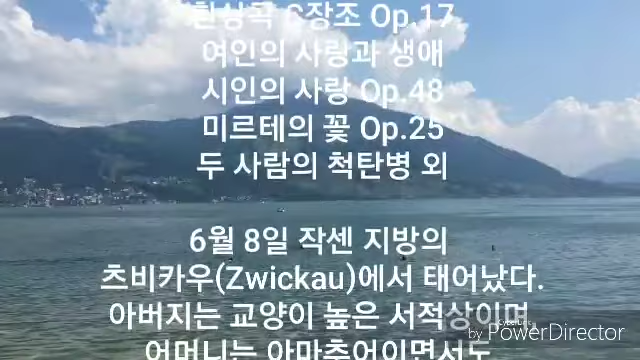 환상곡 C장조 Op.17
여인의 사랑과 생애
시인의 사랑 Op.48
미르테의 꽃 Op.25
두 사람의 척탄병 외
6월 8일 작센 지방의
츠비카우(Zwickau)에서 태어났다.
아버지는 교양이 높은 서적상이며
어머니는 아마추어이면서도
CyberLink
by PowerDirector